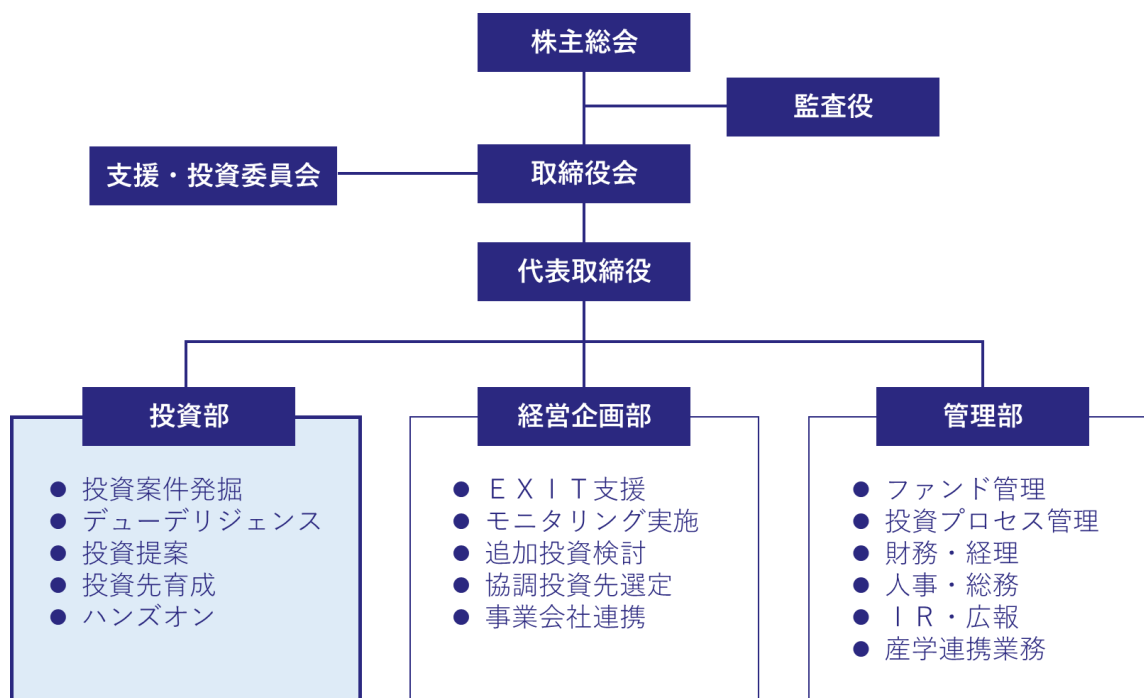 株主総会
監査役
支援・投資委員会
取締役会
代表取締役
投資部
● 投資案件発掘
● デューデリジェンス
● 投資提案
● 投資先育成
● ハンズオン
経営企画部
● ＥＸＩＴ支援
● モニタリング実施
● 追加投資検討
● 協調投資先選定
● 事業会社連携
管理部
● ファンド管理
● 投資プロセス管理
● 財務・経理
● 人事・総務
● ＩＲ・広報
● 産学連携業務